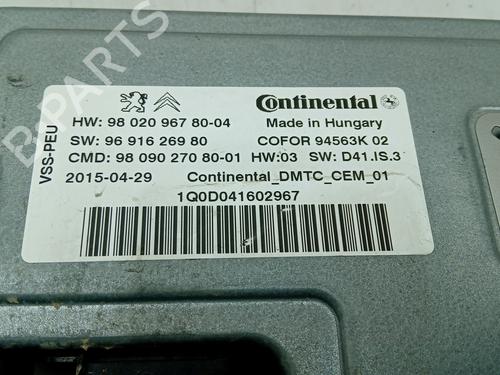 Continental
HW: 98 020 967 80-04
Made in Hungary
SW: 96 916 269 80
COFOR 94563K 02
CMD: 98 090 270 80-01 HW:03 SW: D41.IS.3
2015-04-29 Continental_DMTC_CEM_01
1Q0D041602967
VSS-PEU
B-PARTS